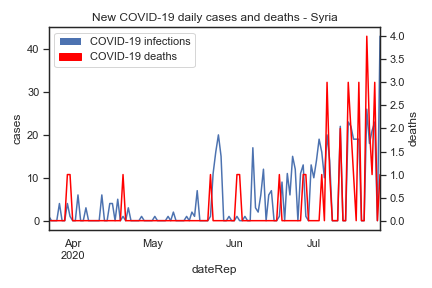 New COVID-19 daily cases and deaths - Syria
COVID-19 infections
COVID-19 deaths
40
30
20
10
0
cases
4.0
3.5
3.0
2.5
2.0
1.5
1.0
0.5
0.0
deaths
Apr May Jun Jul
2020
dateRep